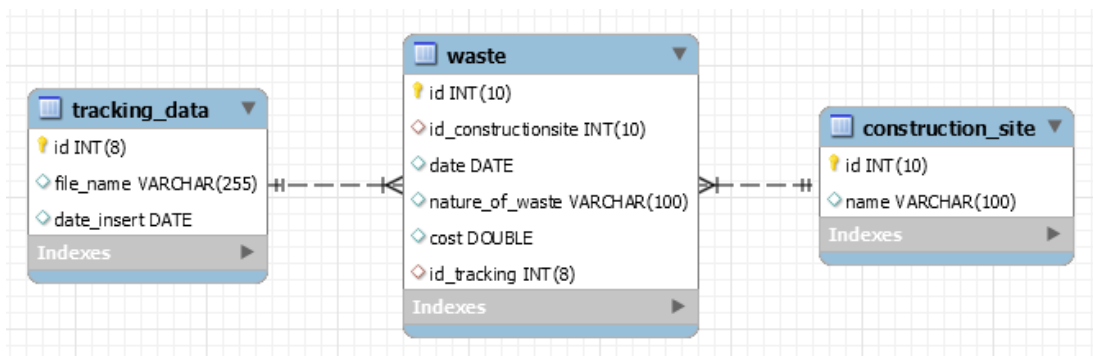 tracking_data
id INT(8)
file_name VARCHAR(255)
date_insert DATE
Indexes
waste
id INT(10)
id_constructionsite INT(10)
date DATE
nature_of_waste VARCHAR(100)
cost DOUBLE
id_tracking INT(8)
Indexes
construction_site
id INT(10)
name VARCHAR(100)
Indexes